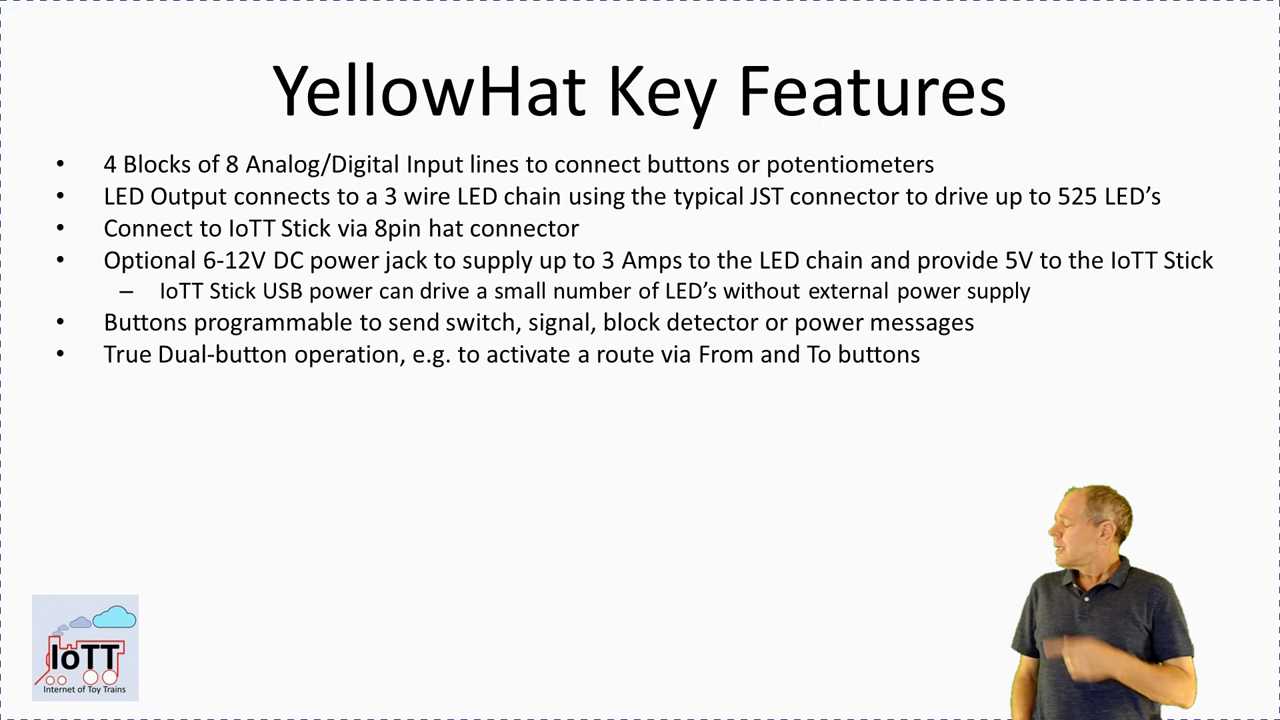 YellowHat Key Features
• 4 Blocks of 8 Analog/Digital Input lines to connect buttons or potentiometers
• LED Output connects to a 3 wire LED chain using the typical JST connector to drive up to 525 LED’s
• Connect to IoTT Stick via 8pin hat connector
• Optional 6-12V DC power jack to supply up to 3 Amps to the LED chain and provide 5V to the IoTT Stick
– IoTT Stick USB power can drive a small number of LED’s without external power supply
• Buttons programmable to send switch, signal, block detector or power messages
• True Dual-button operation, e.g. to activate a route via From and To buttons
IoTT
Internet of Toy Trains